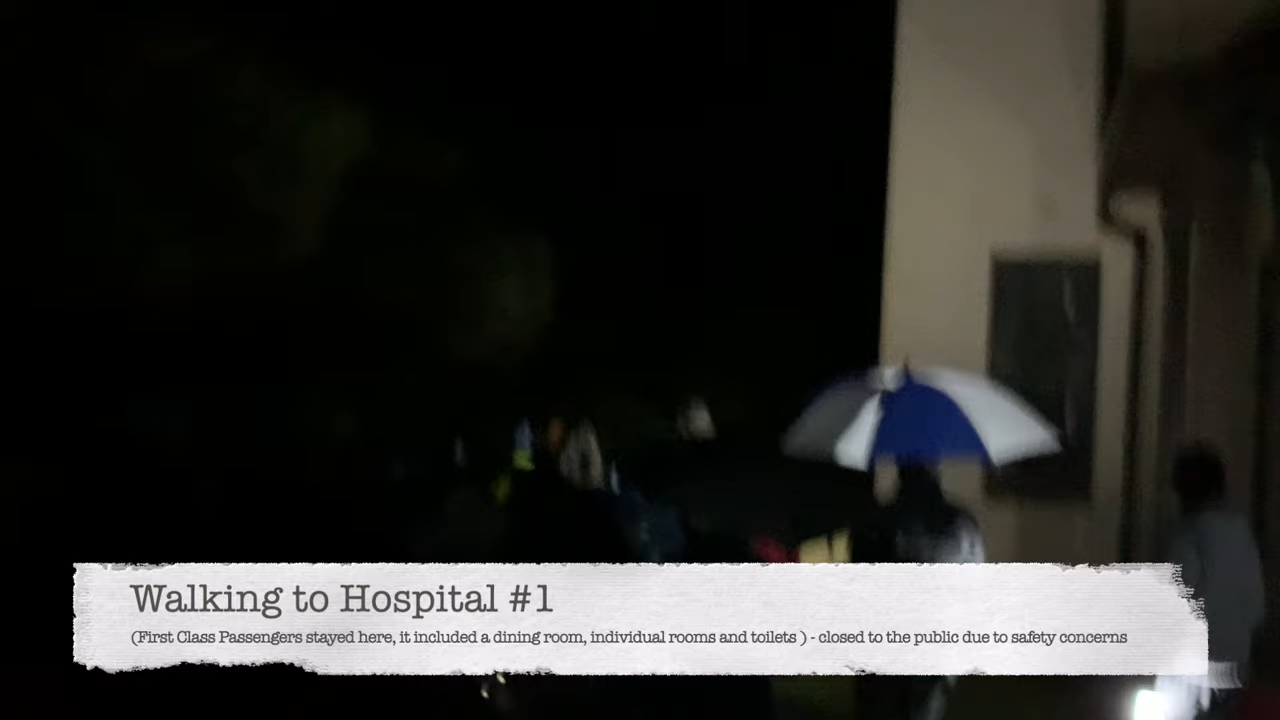 Walking to Hospital #1
(First Class Passengers stayed here, it included a dining room, individual rooms and toilets ) - closed to the public due to safety concerns